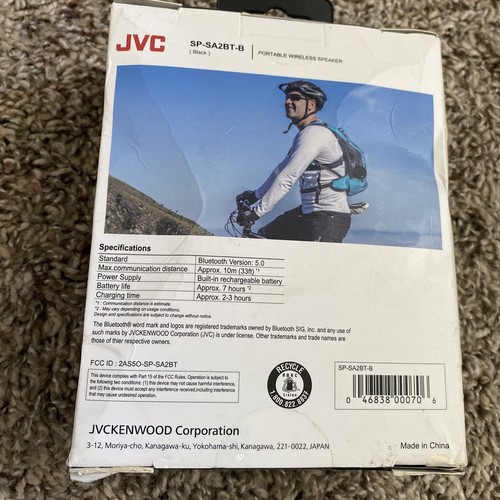 JVC
SP-SA2BT-B
( Black )
PORTABLE WIRELESS SPEAKER
Specifications
Standard Bluetooth Version: 5.0
Max.communication distance Approx. 10m (33ft) *1
Power Supply Built-in rechargeable battery
Battery life Approx. 7 hours *2
Charging time Approx. 2-3 hours
*1 : Communication distance is estimate.
*2 : May vary depending on usage conditions.
Design and specifications are subject to change without notice.
The Bluetooth® word mark and logos are registered trademarks owned by Bluetooth SIG, Inc. and any use of
such marks by JVCKENWOOD Corporation (JVC) is under license. Other trademarks and trade names are
those of thier respective owners.
FCC ID : 2AS5O-SP-SA2BT
This device complies with Part 15 of the FCC Rules. Operation is subject to
the following two conditions: (1) this device may not cause harmful interference,
and (2) this device must accept any interference received, including interference
that may cause undesired operation.
RECYCLE
RBRC
Li-ion
1.800.822.8837
SP-SA2BT-B
0 46838 00070 6
JVCKENWOOD Corporation
3-12, Moriya-cho, Kanagawa-ku, Yokohama-shi, Kanagawa, 221-0022, JAPAN
Made in China